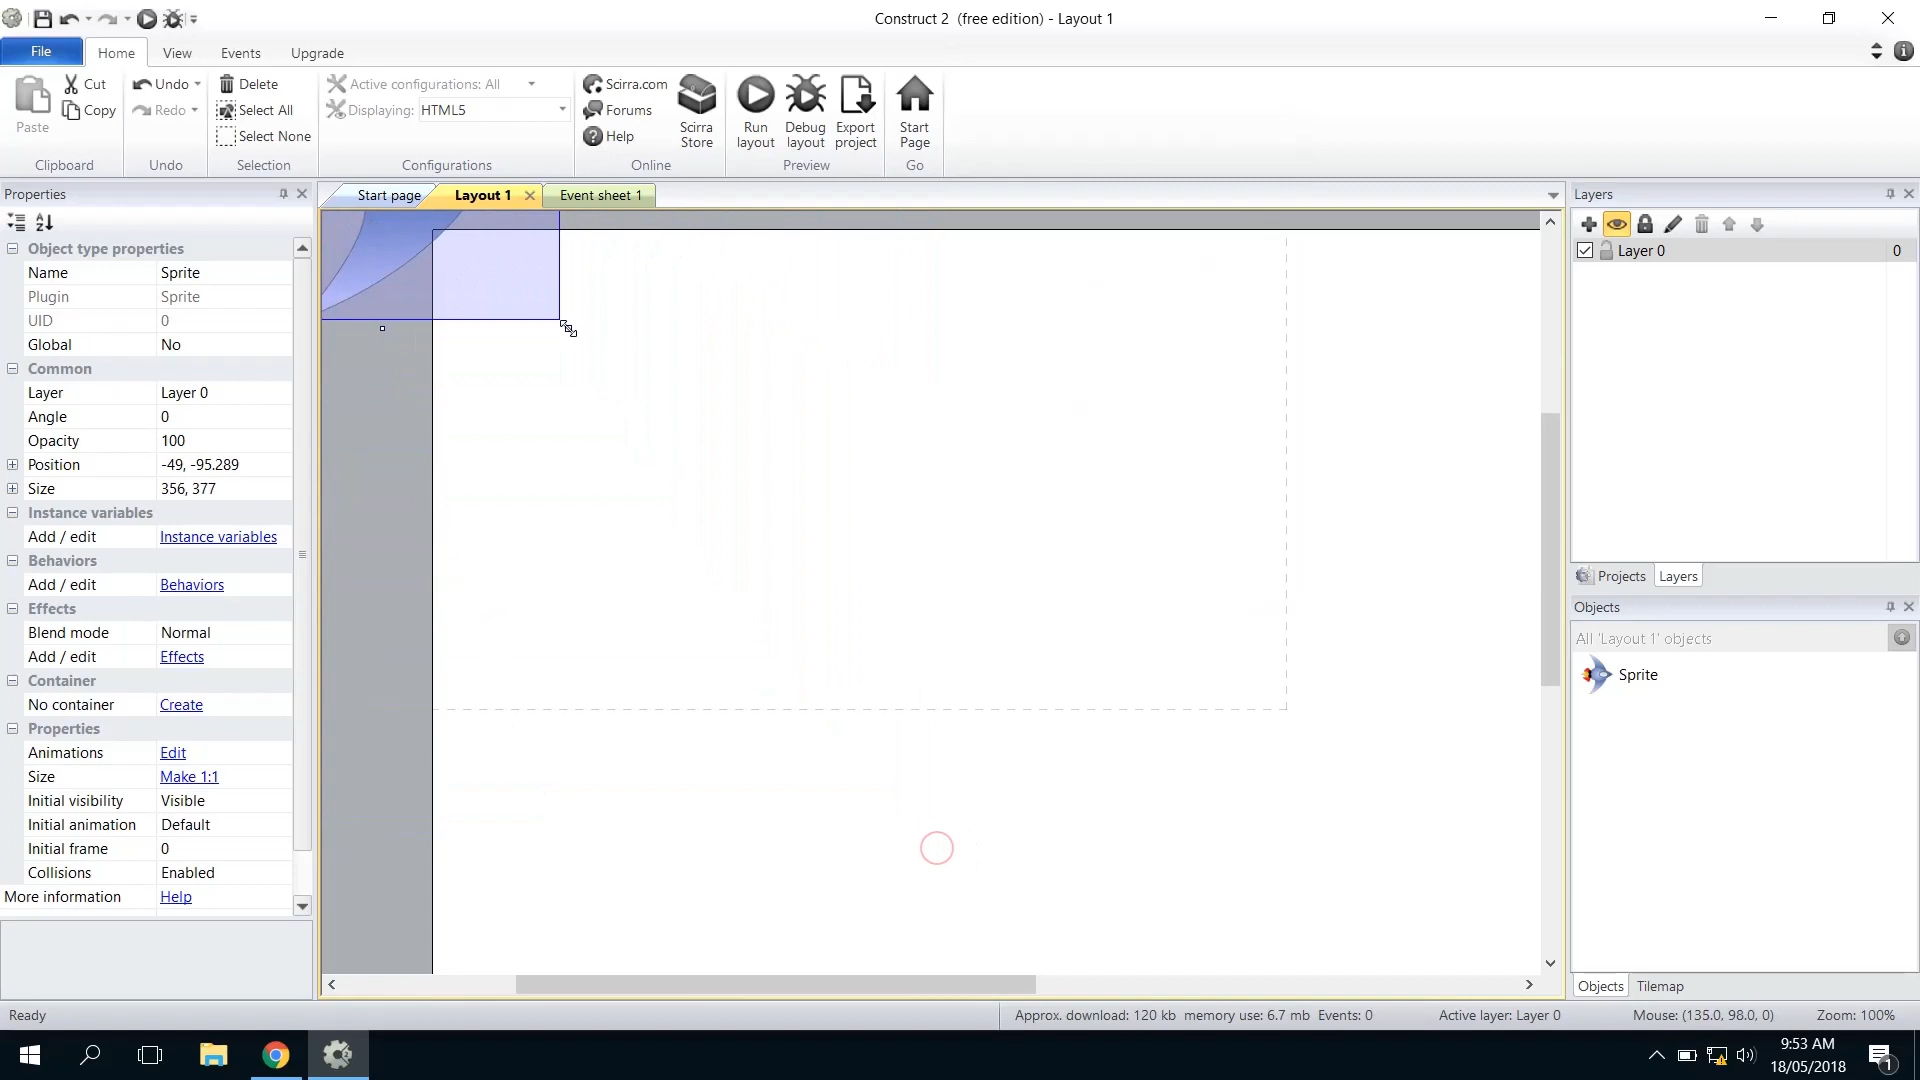 Construct 2 (free edition) - Layout 1
File
Home
View
Events
Upgrade
Paste
Cut
Copy
Clipboard
Undo
Redo
Undo
Delete
Select All
Select None
Selection
Active configurations: All
Displaying: HTML5
Configurations
Scirra.com
Forums
Help
Scirra Store
Online
Run layout
Debug layout
Export project
Preview
Start Page
Go
Properties
Start page
Layout 1
Event sheet 1
Layers
Object type properties
Name Sprite
Plugin Sprite
UID 0
Global No
Common
Layer Layer 0
Angle 0
Opacity 100
Position -49, -95.289
Size 356, 377
Instance variables
Add / edit Instance variables
Behaviors
Add / edit Behaviors
Effects
Blend mode Normal
Add / edit Effects
Container
No container Create
Properties
Animations Edit
Size Make 1:1
Initial visibility Visible
Initial animation Default
Initial frame 0
Collisions Enabled
More information Help
Layer 0 0
Projects
Layers
Objects
All 'Layout 1' objects
Sprite
Objects
Tilemap
Ready
Approx. download: 120 kb memory use: 6.7 mb Events: 0
Active layer: Layer 0
Mouse: (135.0, 98.0, 0)
Zoom: 100%
9:53 AM
18/05/2018
1